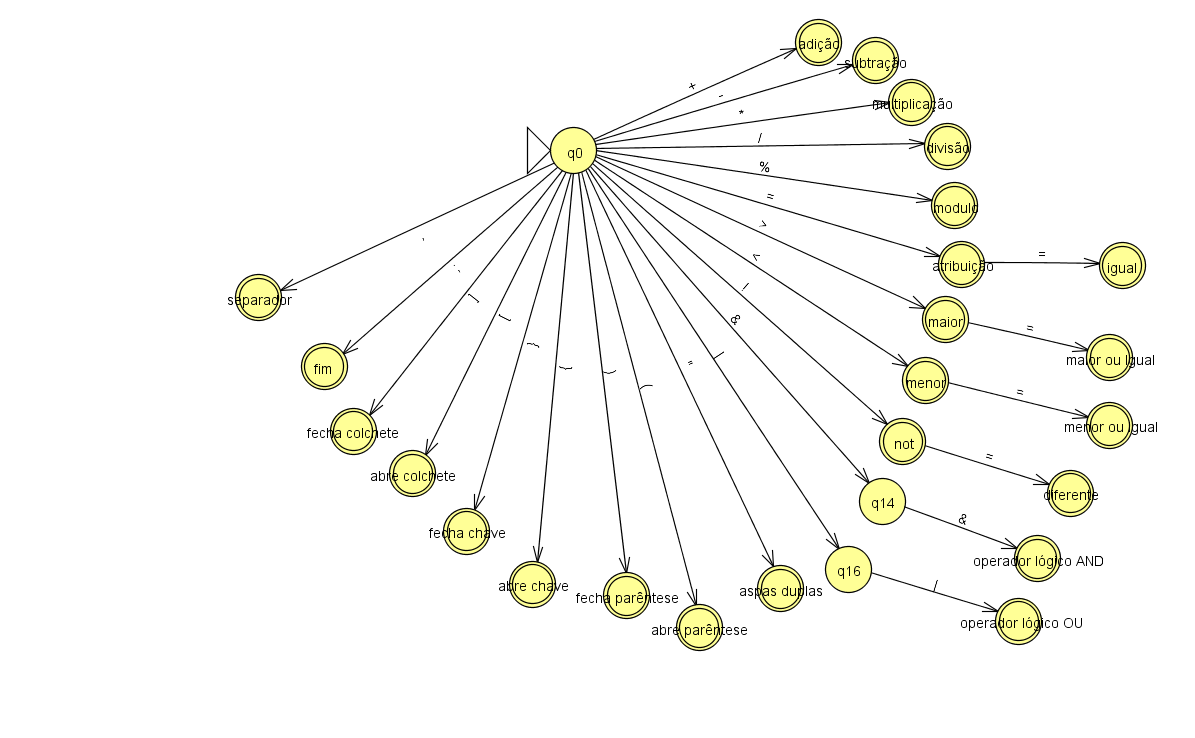 adição
subtração
multiplicação
divisão
modulo
atribuição
igual
maior
maior ou Igual
menor
menor ou igual
not
diferente
q14
operador lógico AND
q16
operador lógico OU
aspas duplas
abre parêntese
fecha parêntese
abre chave
fecha chave
abre colchete
fecha colchete
fim
separador
q0
+
-
*
/
%
=
>
<
!
&
|
"
(
)
{
}
[
]
;
,
=
=
=
=
&
|